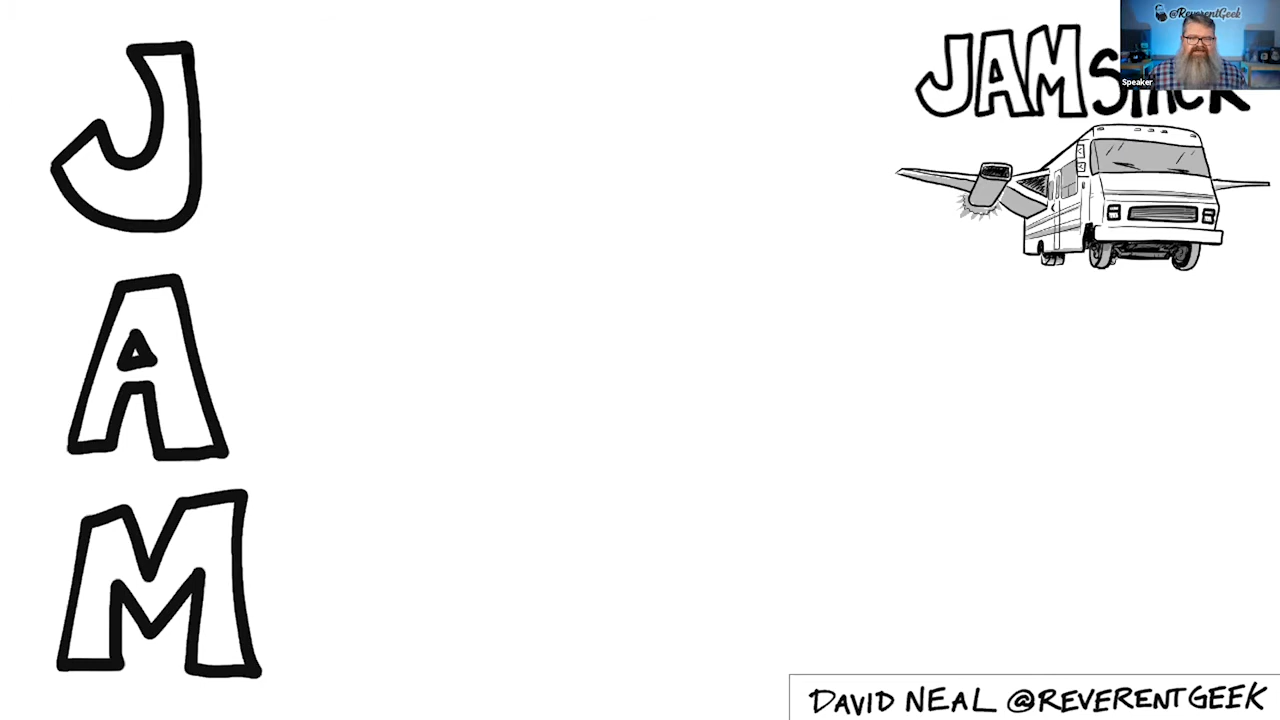 J
A
M
JAM
@ReverentGeek
Speaker
DAVID NEAL @REVERENTGEEK